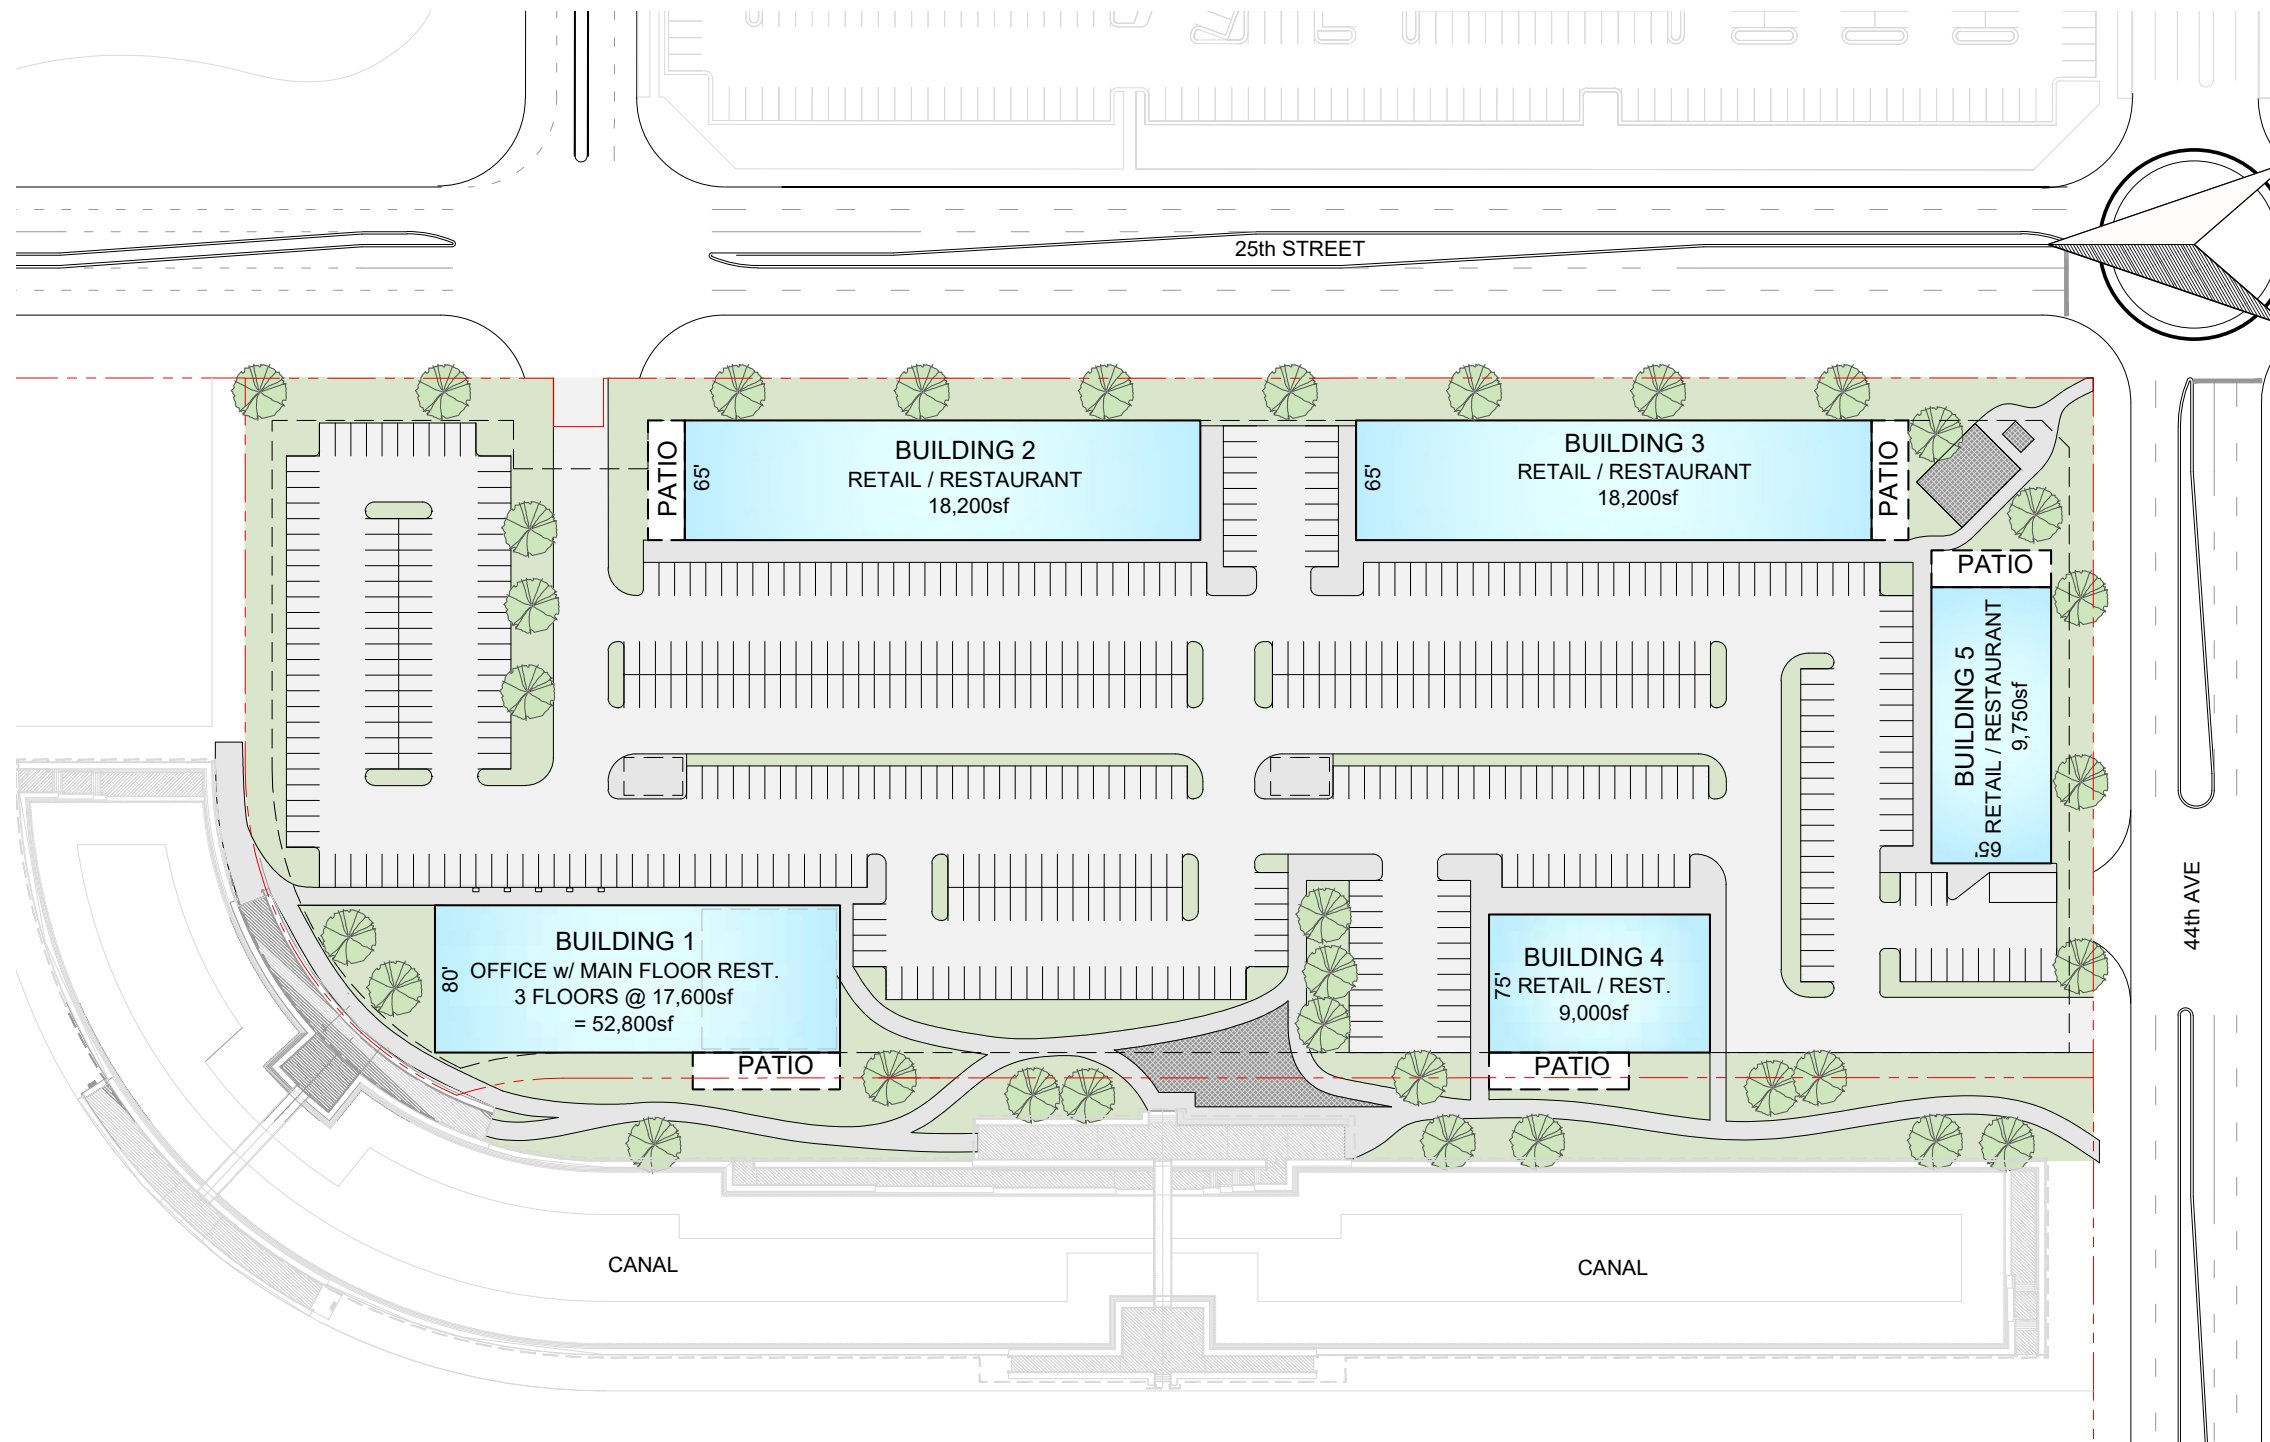 25th STREET
PATIO
65'
BUILDING 2
RETAIL / RESTAURANT
18,200sf
65'
BUILDING 3
RETAIL / RESTAURANT
18,200sf
PATIO
PATIO
BUILDING 5
RETAIL / RESTAURANT
9,750sf
65'
44th AVE
80'
BUILDING 1
OFFICE w/ MAIN FLOOR REST.
3 FLOORS @ 17,600sf
= 52,800sf
PATIO
75'
BUILDING 4
RETAIL / REST.
9,000sf
PATIO
CANAL
CANAL